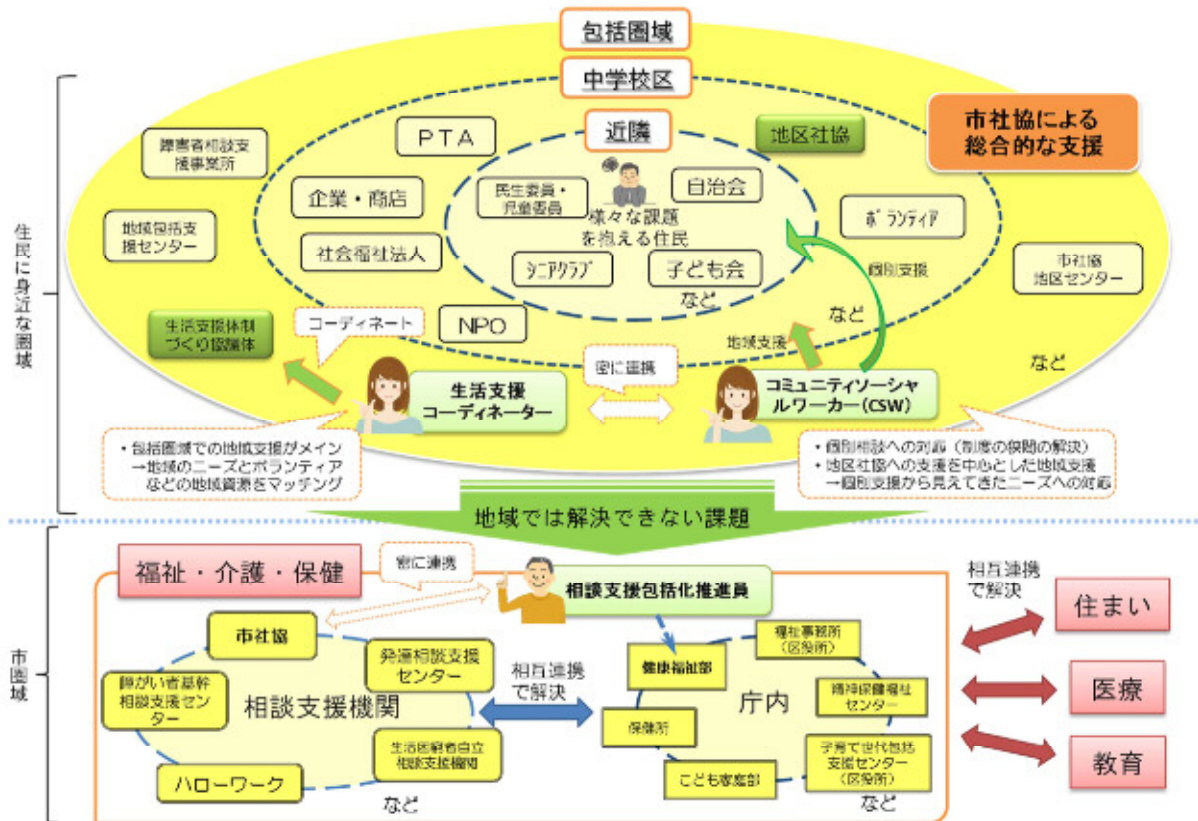 包括圏域
中学校区
近隣
市社協による
総合的な支援
地区社協
障害者相談支
援事業所
PTA
企業・商店
民生委員・
児童委員
自治会
様々な課題
を抱える住民
ボランティア
地域包括支
援センター
社会福祉法人
シニアクラブ
子ども会
など
個別支援
市社協
地区センター
住民に身近な圏域
生活支援体制
づくり協議体
コーディネート
NPO
地域支援
など
など
密に連携
生活支援
コーディネーター
コミュニティソーシャ
ルワーカー(CSW)
・包括圏域での地域支援がメイン
→地域のニーズとボランティア
などの地域資源をマッチング
・個別相談への対応（制度の狭間の解決）
・地区社協への支援を中心とした地域支援
→個別支援から見えてきたニーズへの対応
地域では解決できない課題
市圏域
福祉・介護・保健
密に連携
相談支援包括化推進員
相互連携
で解決
住まい
医療
教育
市社協
発達相談支援
センター
障がい者基幹
相談支援セン
ター
相談支援機関
生活困窮者自立
相談支援機関
ハローワーク
など
相互連携
で解決
健康福祉部
福祉事務所
（区役所）
庁内
精神保健福祉
センター
保健所
子育て世代包括
支援センター
（区役所）
こども家庭部
など